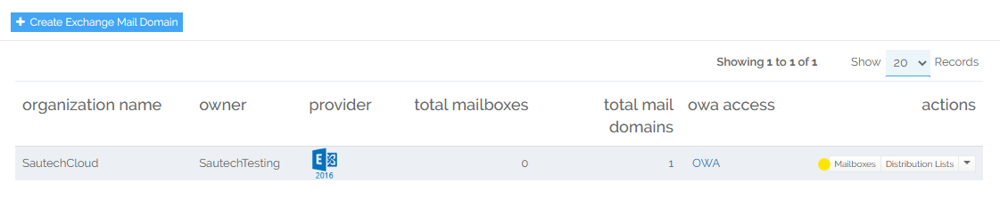 Create Exchange Mail Domain
Showing 1 to 1 of 1 Show 20 Records
organization name owner provider total mailboxes total mail domains owa access actions
SautechCloud SautechTesting E 2016 0 1 OWA Mailboxes Distribution Lists